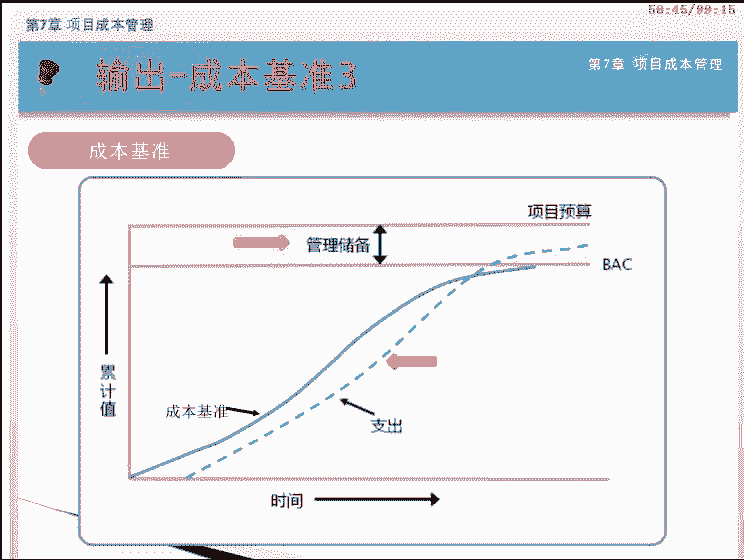 50:45/99:15
第7章 项目成本管理
输出-成本基准3
第7章 项目成本管理
成本基准
项目预算
管理储备
BAC
累计值
成本基准
支出
时间